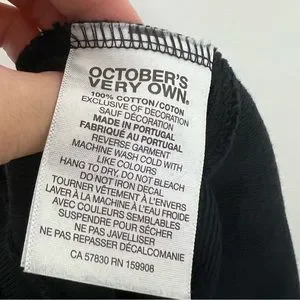 OCTOBER'S
VERY OWN.
100% COTTON/COTON
EXCLUSIVE OF DECORATION
SAUF DÉCORATION
MADE IN PORTUGAL
FABRIQUÉ AU PORTUGAL
REVERSE GARMENT
MACHINE WASH COLD WITH
LIKE COLOURS
HANG TO DRY, DO NOT BLEACH
DO NOT IRON DECAL
TOURNER VÊTEMENT À L'ENVERS
LAVER À LA MACHINE À L'EAU FROIDE
AVEC COULEURS SEMBLABLES
SUSPENDRE POUR SÉCHER
NE PAS JAVELLISER
NE PAS REPASSER DÉCALCOMANIE
CA 57830 RN 159908